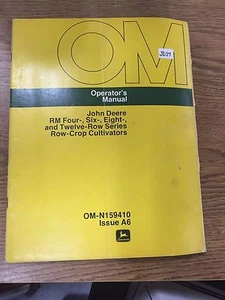 OM
Operator's
Manual
John Deere
RM Four-, Six-, Eight-,
and Twelve-Row Series
Row-Crop Cultivators
OM-N159410
Issue A6